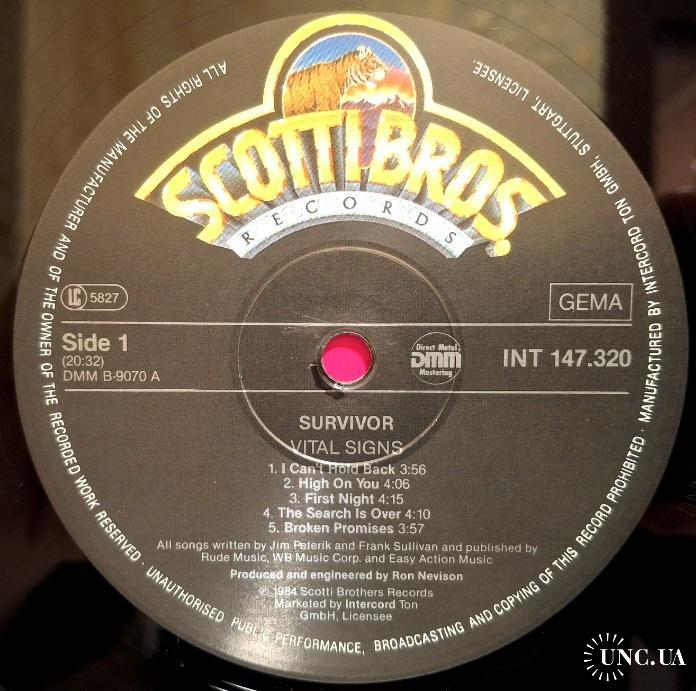 SCOTTI BROS.
RECORDS
LC 5827
GEMA
Side 1
(20:32)
DMM B-9070 A
Direct Metal
DMM
Mastering
INT 147.320
SURVIVOR
VITAL SIGNS
1. I Can't Hold Back 3:56
2. High On You 4:06
3. First Night 4:15
4. The Search Is Over 4:10
5. Broken Promises 3:57
All songs written by Jim Peterik and Frank Sullivan and published by
Rude Music, WB Music Corp. and Easy Action Music
Produced and engineered by Ron Nevison
℗ 1984 Scotti Brothers Records
Marketed by Intercord Ton
GmbH, Licensee
ALL RIGHTS OF THE MANUFACTURER AND OF THE OWNER OF THE RECORDED WORK RESERVED · UNAUTHORISED PUBLIC PERFORMANCE, BROADCASTING AND COPYING OF THIS RECORD PROHIBITED · MANUFACTURED BY INTERCORD TON GMBH, STUTTGART, LICENSEE.
UNC.UA